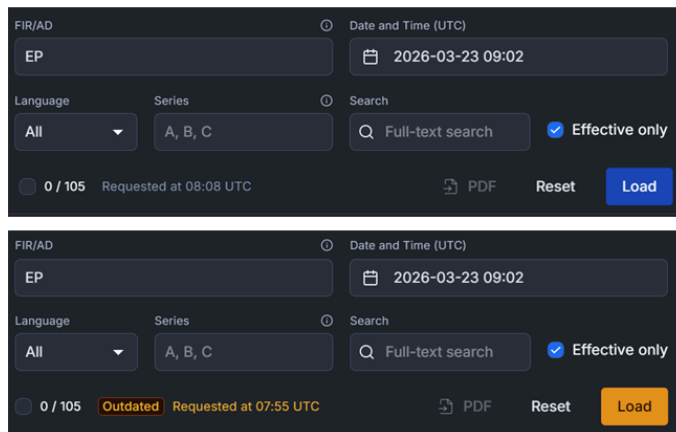 FIR/AD Date and Time (UTC)
EP 2026-03-23 09:02
Language Series Search
All A, B, C Full-text search Effective only
0 / 105 Requested at 08:08 UTC PDF Reset Load
FIR/AD Date and Time (UTC)
EP 2026-03-23 09:02
Language Series Search
All A, B, C Full-text search Effective only
0 / 105 Outdated Requested at 07:55 UTC PDF Reset Load